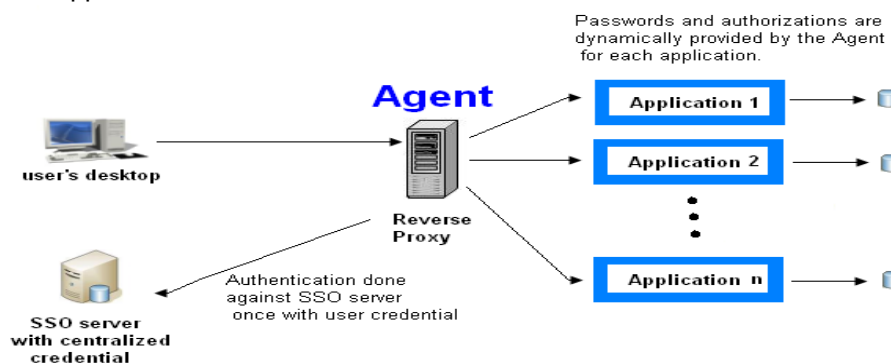 Passwords and authorizations are
dynamically provided by the Agent
for each application.
Agent
Application 1
Application 2
Application n
user's desktop
Reverse
Proxy
Authentication done
against SSO server
once with user credential
SSO server
with centralized
credential